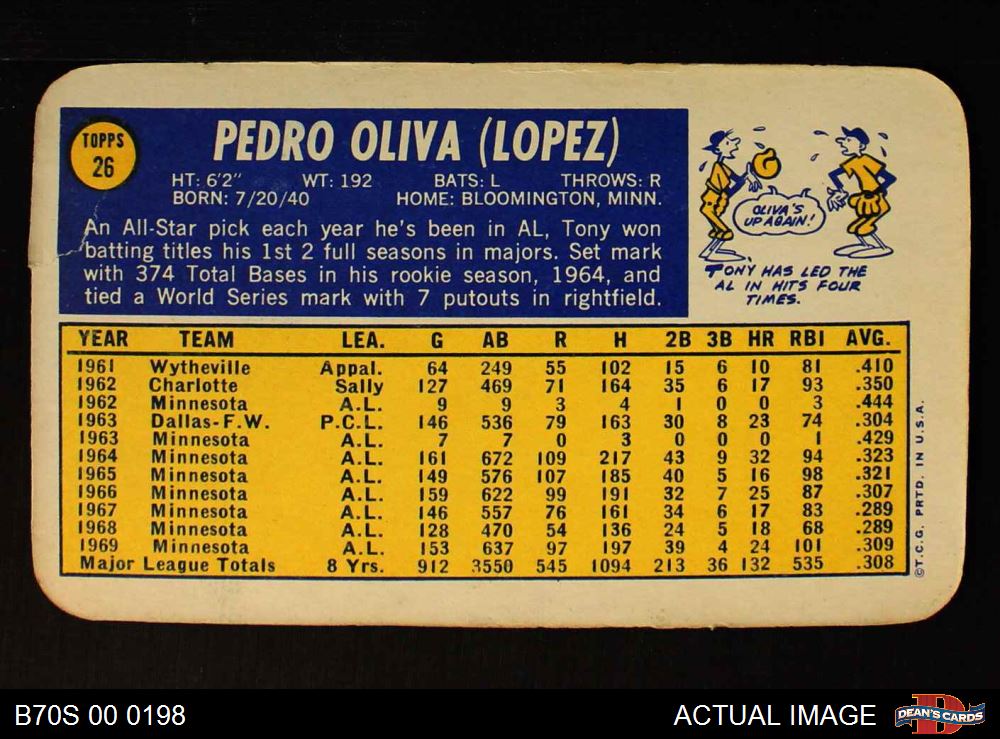 TOPPS
26
PEDRO OLIVA (LOPEZ)
HT: 6'2" WT: 192 BATS: L THROWS: R
BORN: 7/20/40 HOME: BLOOMINGTON, MINN.
An All-Star pick each year he's been in AL, Tony won
batting titles his 1st 2 full seasons in majors. Set mark
with 374 Total Bases in his rookie season, 1964, and
tied a World Series mark with 7 putouts in rightfield.
OLIVA'S
UP AGAIN!
TONY HAS LED THE
AL IN HITS FOUR
TIMES.
YEAR TEAM LEA. G AB R H 2B 3B HR RBI AVG.
1961 Wytheville Appal. 64 249 55 102 15 6 10 81 .410
1962 Charlotte Sally 127 469 71 164 35 6 17 93 .350
1962 Minnesota A.L. 9 9 3 4 1 0 0 3 .444
1963 Dallas-F.W. P.C.L. 146 536 79 163 30 8 23 74 .304
1963 Minnesota A.L. 7 7 0 3 0 0 0 1 .429
1964 Minnesota A.L. 161 672 109 217 43 9 32 94 .323
1965 Minnesota A.L. 149 576 107 185 40 5 16 98 .321
1966 Minnesota A.L. 159 622 99 191 32 7 25 87 .307
1967 Minnesota A.L. 146 557 76 161 34 6 17 83 .289
1968 Minnesota A.L. 128 470 54 136 24 5 18 68 .289
1969 Minnesota A.L. 153 637 97 197 39 4 24 101 .309
Major League Totals 8 Yrs. 912 3550 545 1094 213 36 132 535 .308
©T.C.G. PRTD. IN U.S.A.
B70S 00 0198
ACTUAL IMAGE
D
DEAN'S CARDS